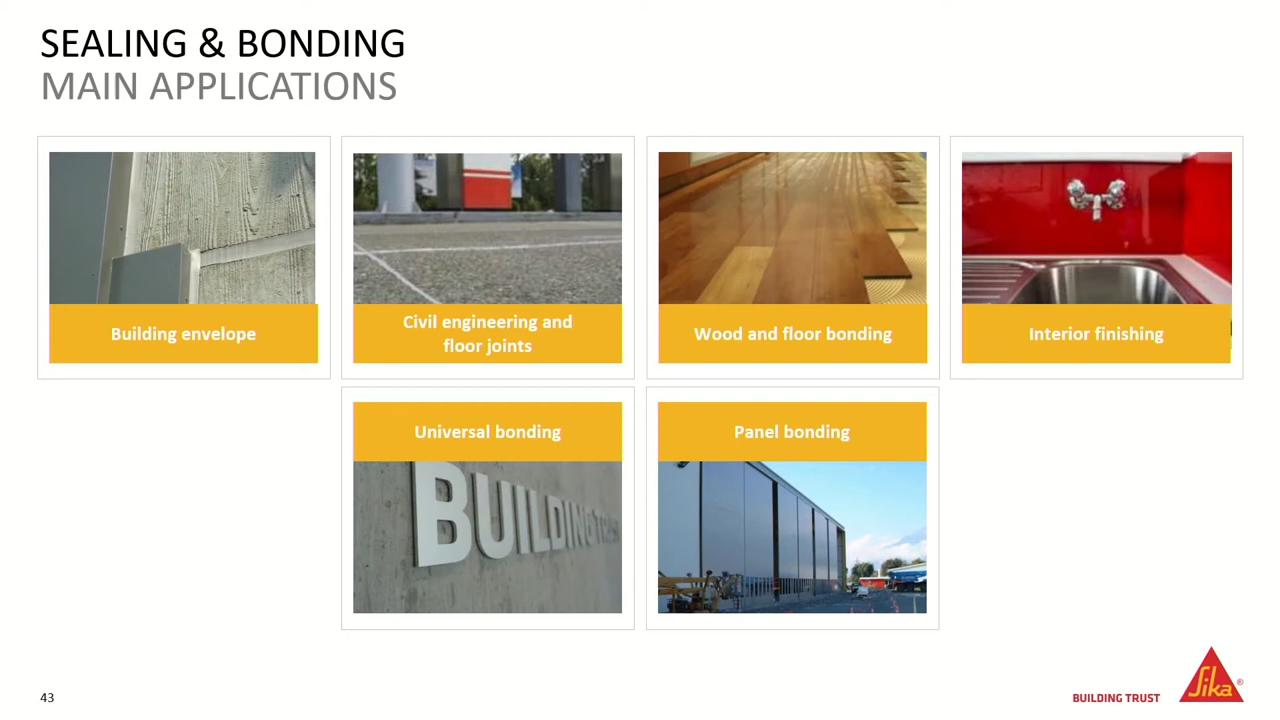 SEALING & BONDING
MAIN APPLICATIONS
Building envelope
Civil engineering and
floor joints
Wood and floor bonding
Interior finishing
Universal bonding
Panel bonding
BUILDING
43
BUILDING TRUST
Sika®